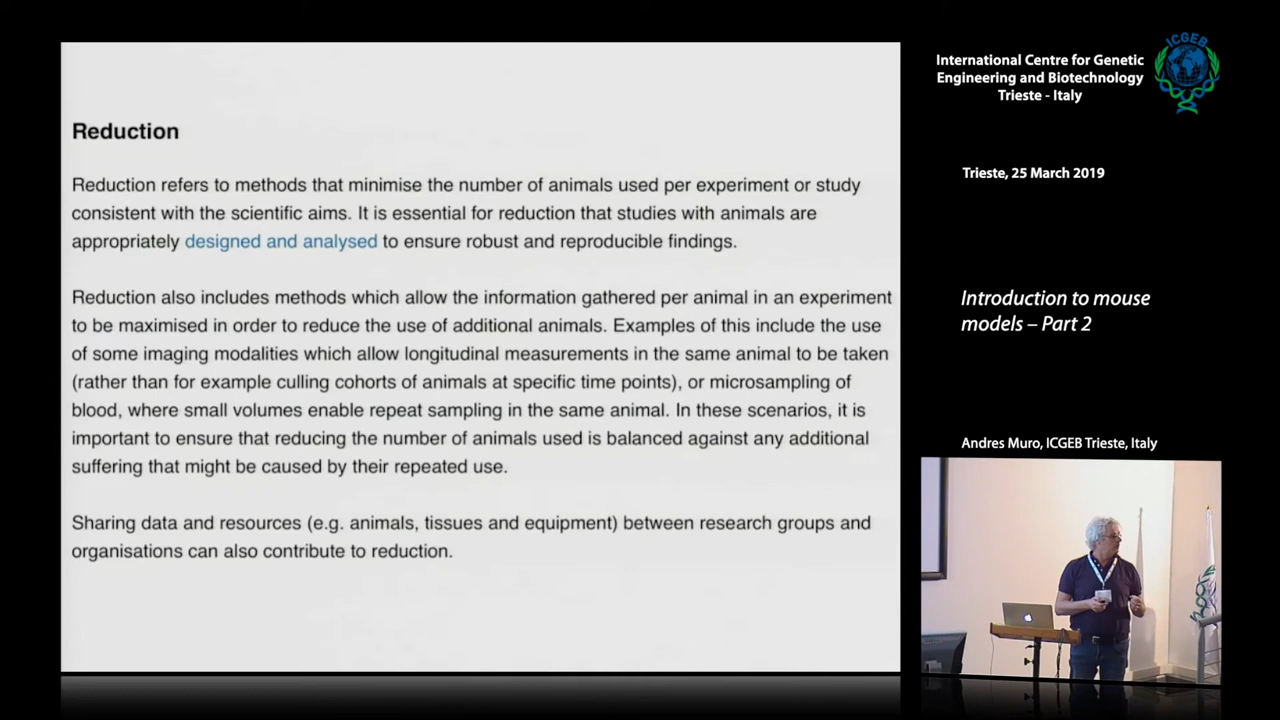 Reduction
Reduction refers to methods that minimise the number of animals used per experiment or study
consistent with the scientific aims. It is essential for reduction that studies with animals are
appropriately designed and analysed to ensure robust and reproducible findings.
Reduction also includes methods which allow the information gathered per animal in an experiment
to be maximised in order to reduce the use of additional animals. Examples of this include the use
of some imaging modalities which allow longitudinal measurements in the same animal to be taken
(rather than for example culling cohorts of animals at specific time points), or microsampling of
blood, where small volumes enable repeat sampling in the same animal. In these scenarios, it is
important to ensure that reducing the number of animals used is balanced against any additional
suffering that might be caused by their repeated use.
Sharing data and resources (e.g. animals, tissues and equipment) between research groups and
organisations can also contribute to reduction.
International Centre for Genetic
Engineering and Biotechnology
Trieste - Italy
ICGEB
Trieste, 25 March 2019
Introduction to mouse
models – Part 2
Andres Muro, ICGEB Trieste, Italy